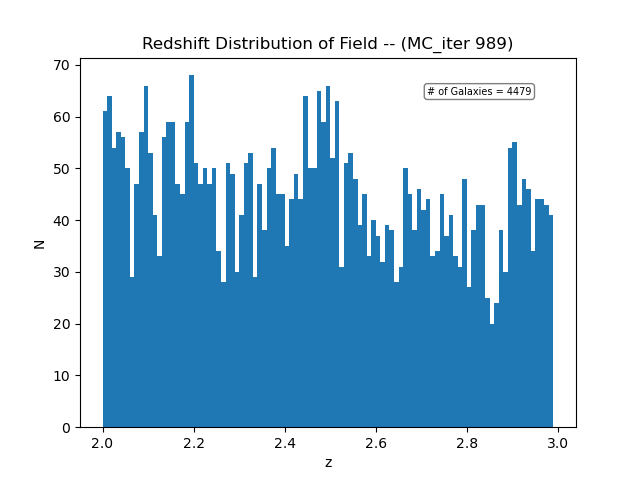 Redshift Distribution of Field -- (MC_iter 989)
# of Galaxies = 4479
70
60
50
40
30
20
10
0
N
2.0 2.2 2.4 2.6 2.8 3.0
z